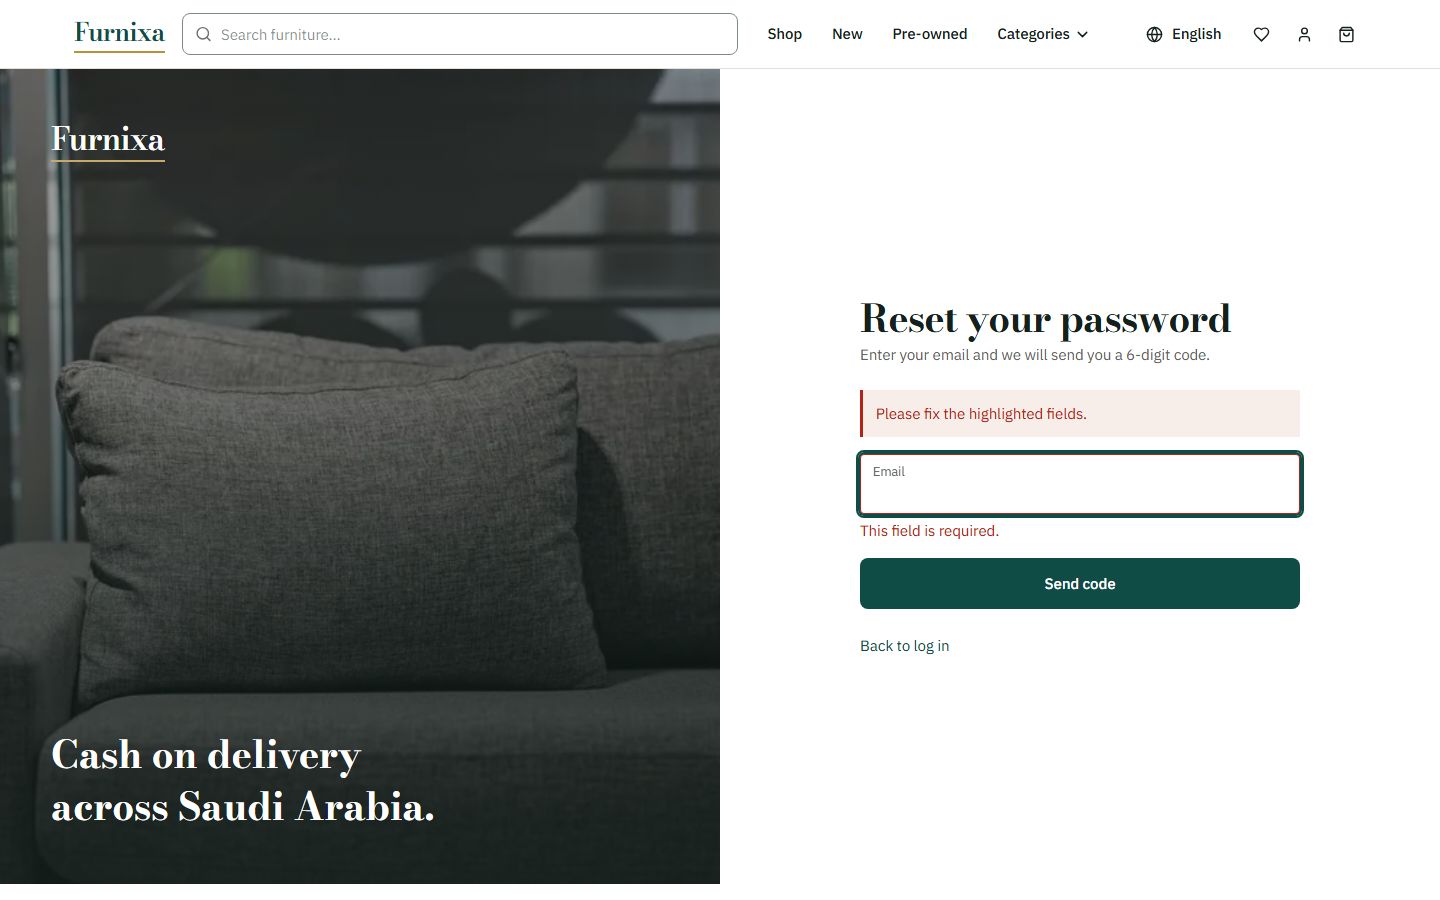 Furnixa
Search furniture...
Shop
New
Pre-owned
Categories
English
Furnixa
Cash on delivery
across Saudi Arabia.
Reset your password
Enter your email and we will send you a 6-digit code.
Please fix the highlighted fields.
Email
This field is required.
Send code
Back to log in